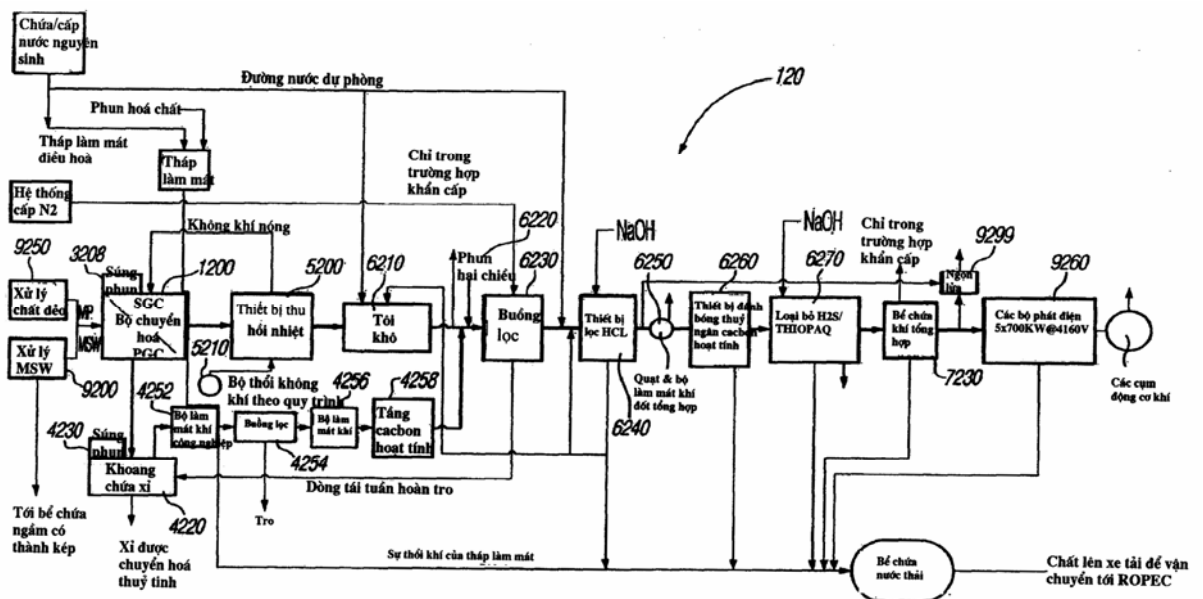 Chứa/cấp
nước nguyên
sinh
Đường nước dự phòng
120
Phun hoá chất
Tháp làm mát
điều hoà
Tháp
làm mát
Chỉ trong
trường hợp
khẩn cấp
Hệ thống
cấp N2
Không khí nóng
6220
NaOH
NaOH
Chỉ trong
trường hợp
khẩn cấp
9250
3208
Súng phun
1200
5200
6210
Phun
hai chiều
6230
6250
6260
6270
9299
Ngọn
lửa
9260
Xử lý
chất dẻo
MP
MSW
SGC
Bộ chuyển
hoá
PGC
Thiết bị thu
hồi nhiệt
Tôi
khô
Buồng
lọc
Thiết bị
lọc HCL
Thiết bị đánh
bóng thuỷ
ngân cacbon
hoạt tính
Loại bỏ H2S/
THIOPAQ
Bể chứa
khí tổng
hợp
Các bộ phát điện
5x700KW@4160V
Xử lý
MSW
9200
5210
Bộ thổi không
khí theo quy trình
4252
4256
4258
Quạt & bộ
làm mát khí
đốt tổng hợp
7230
Các cụm
động cơ khí
4230
Súng
phun
Bộ làm mát
khí
công nghiệp
Buồng lọc
Bộ làm
mát khí
Tầng
cacbon
hoạt tính
6240
4254
Khoang
chứa xỉ
4220
Dòng tái tuần hoàn tro
Tro
Tới bể chứa
ngầm có
thành kép
Xỉ được
chuyển hoá
thuỷ tinh
Sự thổi khí của tháp làm mát
Bể chứa
nước thải
Chất lên xe tải để vận
chuyển tới ROPEC